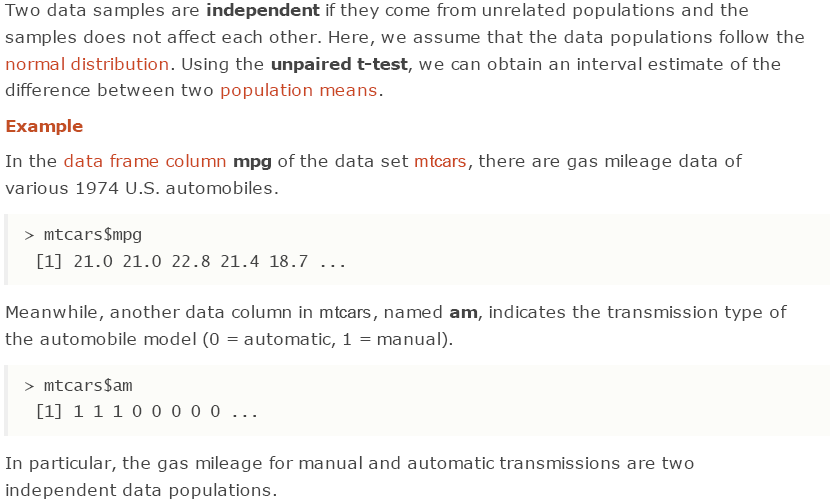 Two data samples are independent if they come from unrelated populations and the
samples does not affect each other. Here, we assume that the data populations follow the
normal distribution. Using the unpaired t-test, we can obtain an interval estimate of the
difference between two population means.
Example
In the data frame column mpg of the data set mtcars, there are gas mileage data of
various 1974 U.S. automobiles.
> mtcars$mpg
[1] 21.0 21.0 22.8 21.4 18.7 ...
Meanwhile, another data column in mtcars, named am, indicates the transmission type of
the automobile model (0 = automatic, 1 = manual).
> mtcars$am
[1] 1 1 1 0 0 0 0 0 ...
In particular, the gas mileage for manual and automatic transmissions are two
independent data populations.